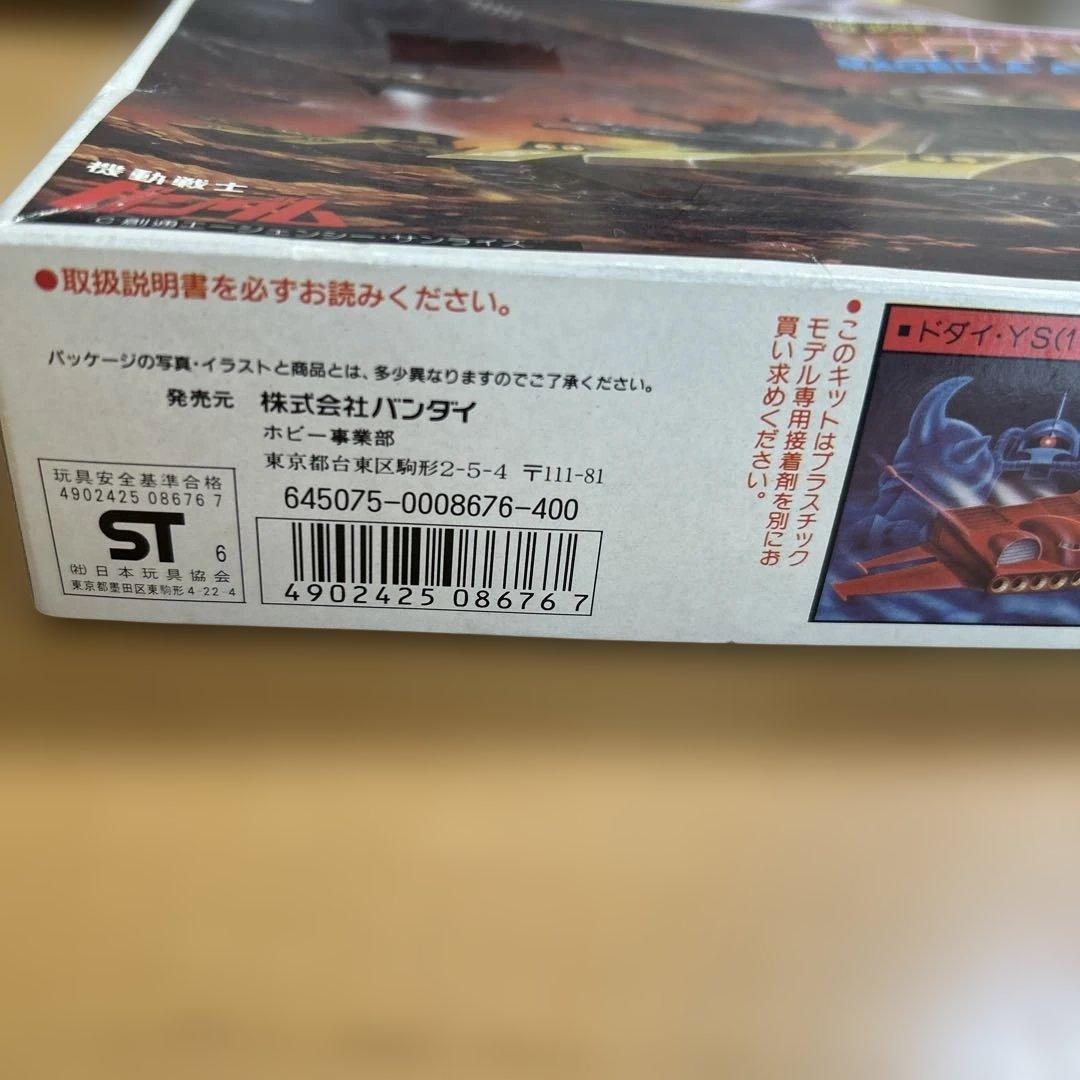 機動戦士
ガンダム
©創通エージェンシー・サンライズ
●取扱説明書を必ずお読みください。
パッケージの写真・イラストと商品とは、多少異なりますのでご了承ください。
発売元 株式会社バンダイ
ホビー事業部
東京都台東区駒形2-5-4 〒111-81
645075-0008676-400
4902425 086767
玩具安全基準合格
4902425 08676 7
ST 6
(社)日本玩具協会
東京都墨田区東駒形4-22-4
●このキットはプラスチック
モデル専用接着剤を別にお
買い求めください。
■ドダイ・YS(1